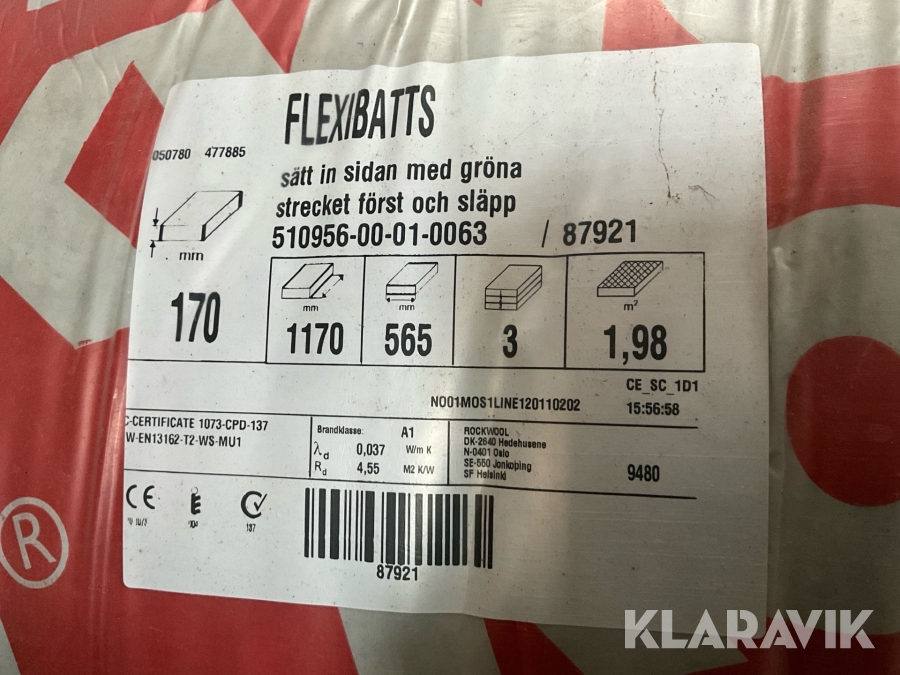 FLEXIBATTS
050780 477885
sätt in sidan med gröna
strecket först och släpp
510956-00-01-0063 / 87921
mm
mm
mm
m²
170
1170
565
3
1,98
CE_SC_1D1
NO01MOS1LINE120110202 15:56:58
C-CERTIFICATE 1073-CPD-137
W-EN13162-T2-WS-MU1
Brandklasse: A1
λd 0,037 W/m K
Rd 4,55 M2 K/W
ROCKWOOL
DK-2640 Hedehusene
N-0401 Oslo
SE-550 Jonkoping
SF Helsinki
9480
CE
137
87921
®
KLARAVIK